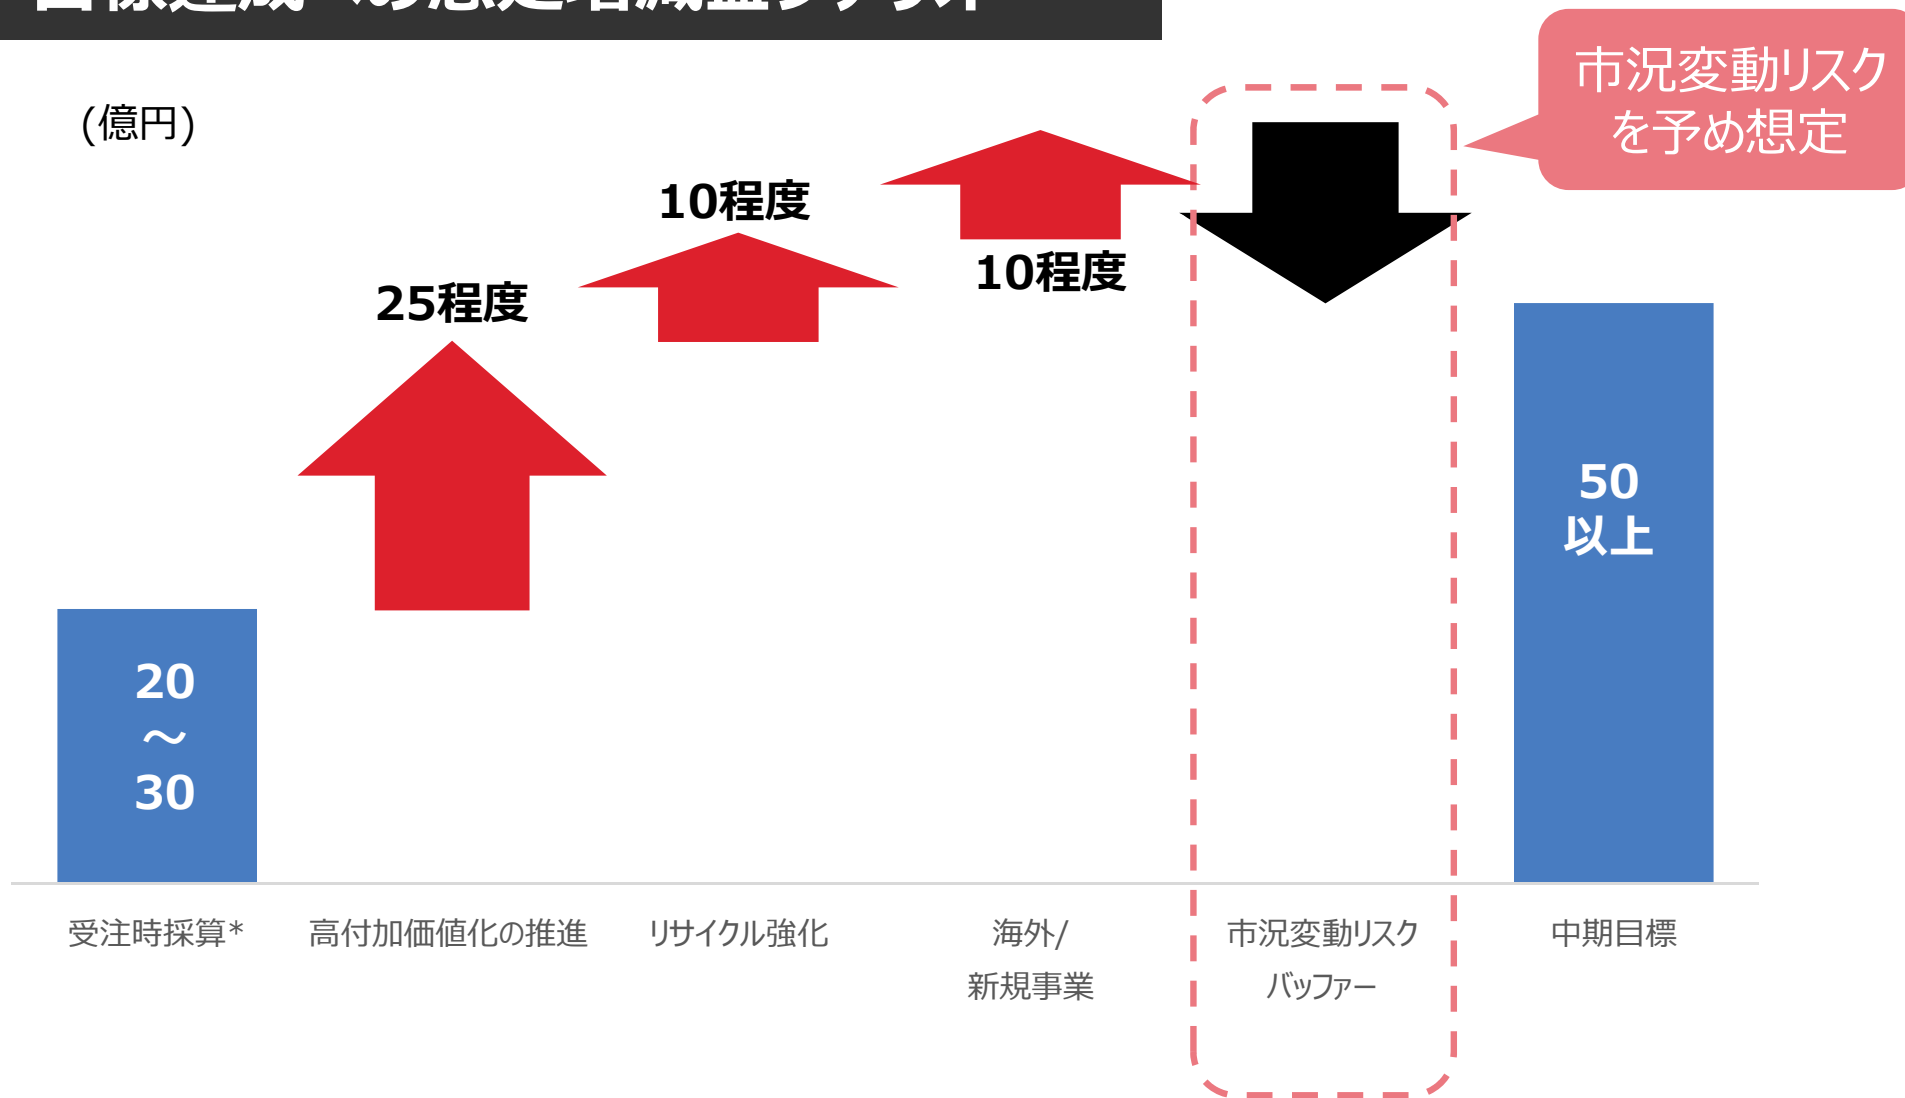 (億円)
市況変動リスク
を予め想定
25程度
10程度
10程度
20
～
30
50
以上
受注時採算*
高付加価値化の推進
リサイクル強化
海外/
新規事業
市況変動リスク
バッファー
中期目標